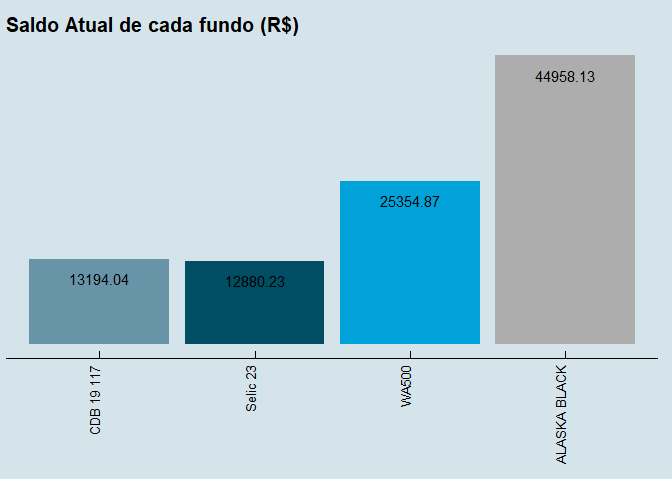 Saldo Atual de cada fundo (R$)
44958.13
25354.87
13194.04
12880.23
CDB 19 117
Selic 23
WA500
ALASKA BLACK